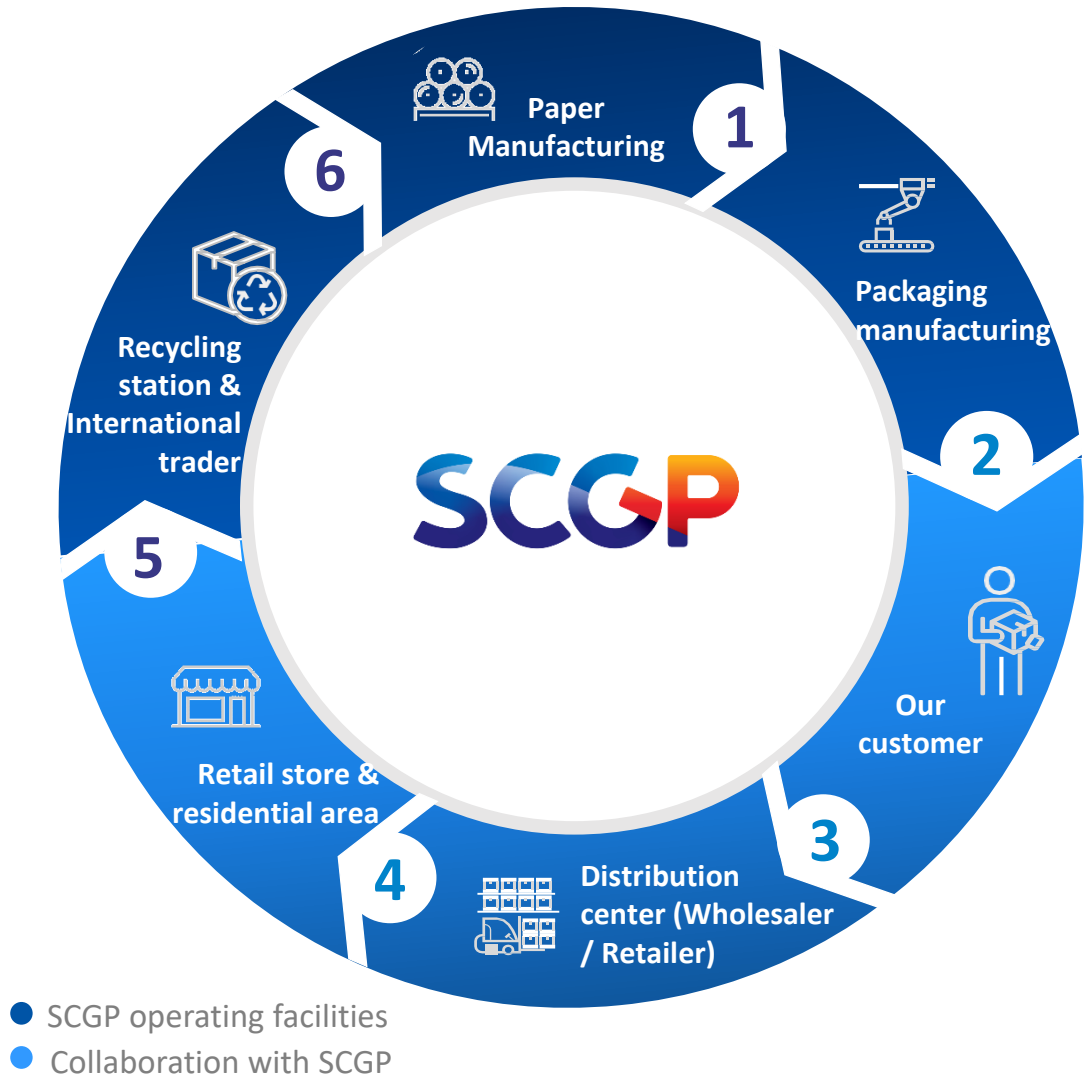 Paper
Manufacturing
1
Packaging
manufacturing
2
Our
customer
3
Distribution
center (Wholesaler
/ Retailer)
4
Retail store &
residential area
5
Recycling
station &
International
trader
6
SCGP
SCGP operating facilities
Collaboration with SCGP